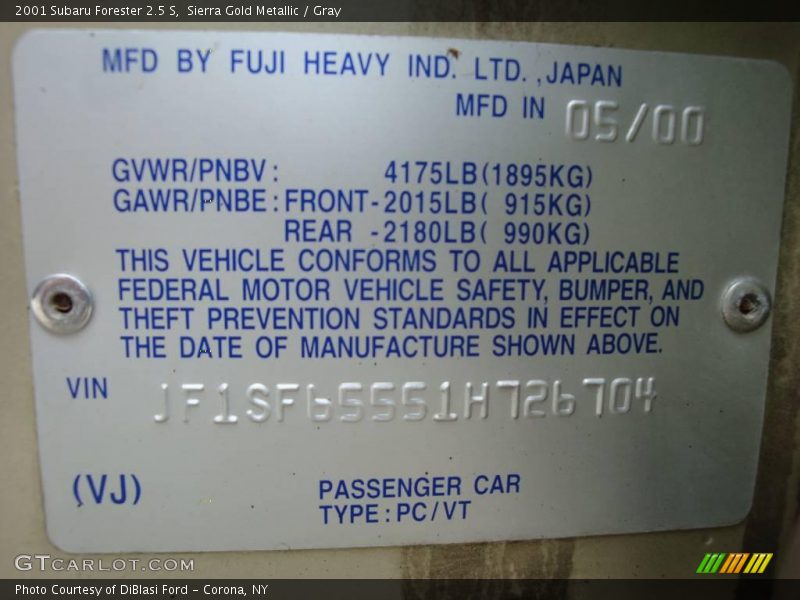 2001 Subaru Forester 2.5 S, Sierra Gold Metallic / Gray
MFD BY FUJI HEAVY IND. LTD., JAPAN
MFD IN 05/00
GVWR/PNBV: 4175LB(1895KG)
GAWR/PNBE: FRONT-2015LB( 915KG)
REAR -2180LB( 990KG)
THIS VEHICLE CONFORMS TO ALL APPLICABLE
FEDERAL MOTOR VEHICLE SAFETY, BUMPER, AND
THEFT PREVENTION STANDARDS IN EFFECT ON
THE DATE OF MANUFACTURE SHOWN ABOVE.
VIN JF1SF65551H726704
(VJ) PASSENGER CAR
TYPE:PC/VT
GTCARLOT.COM
Photo Courtesy of DiBlasi Ford - Corona, NY